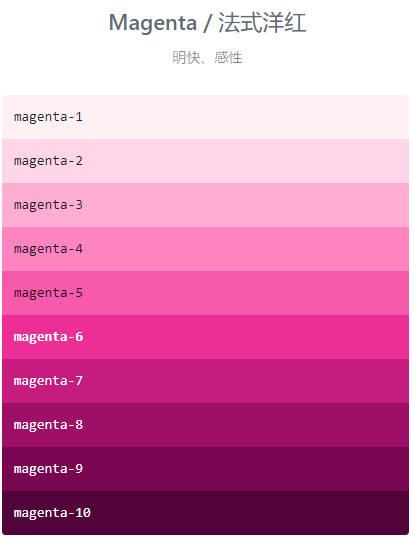 Magenta / 法式洋红
明快、感性
magenta-1
magenta-2
magenta-3
magenta-4
magenta-5
magenta-6
magenta-7
magenta-8
magenta-9
magenta-10